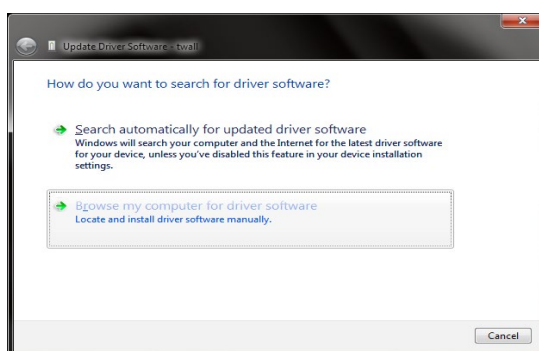 Update Driver Software - twall
How do you want to search for driver software?
Search automatically for updated driver software
Windows will search your computer and the Internet for the latest driver software
for your device, unless you've disabled this feature in your device installation
settings.
Browse my computer for driver software
Locate and install driver software manually.
Cancel